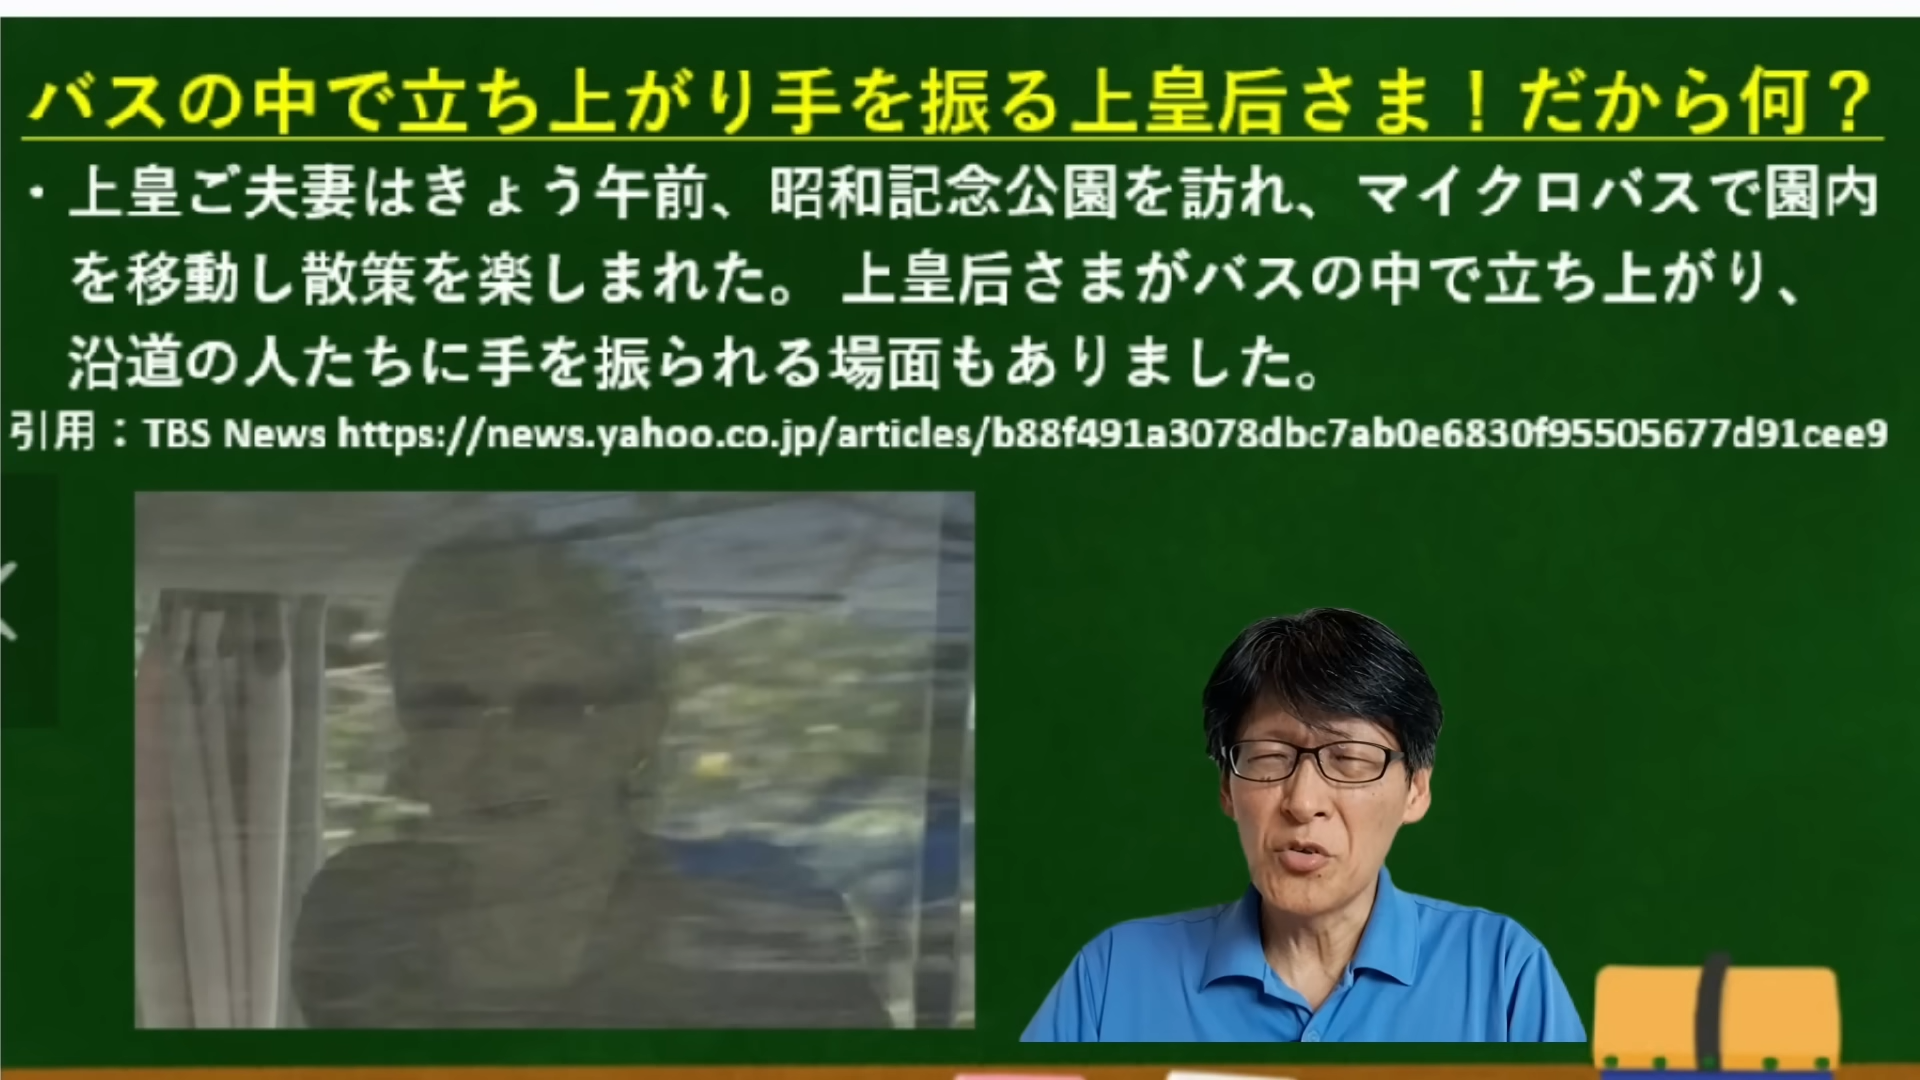 バスの中で立ち上がり手を振る上皇后さま！だから何？
・上皇ご夫妻はきょう午前、昭和記念公園を訪れ、マイクロバスで園内
を移動し散策を楽しまれた。 上皇后さまがバスの中で立ち上がり、
沿道の人たちに手を振られる場面もありました。
引用：TBS News https://news.yahoo.co.jp/articles/b88f491a3078dbc7ab0e6830f95505677d91cee9